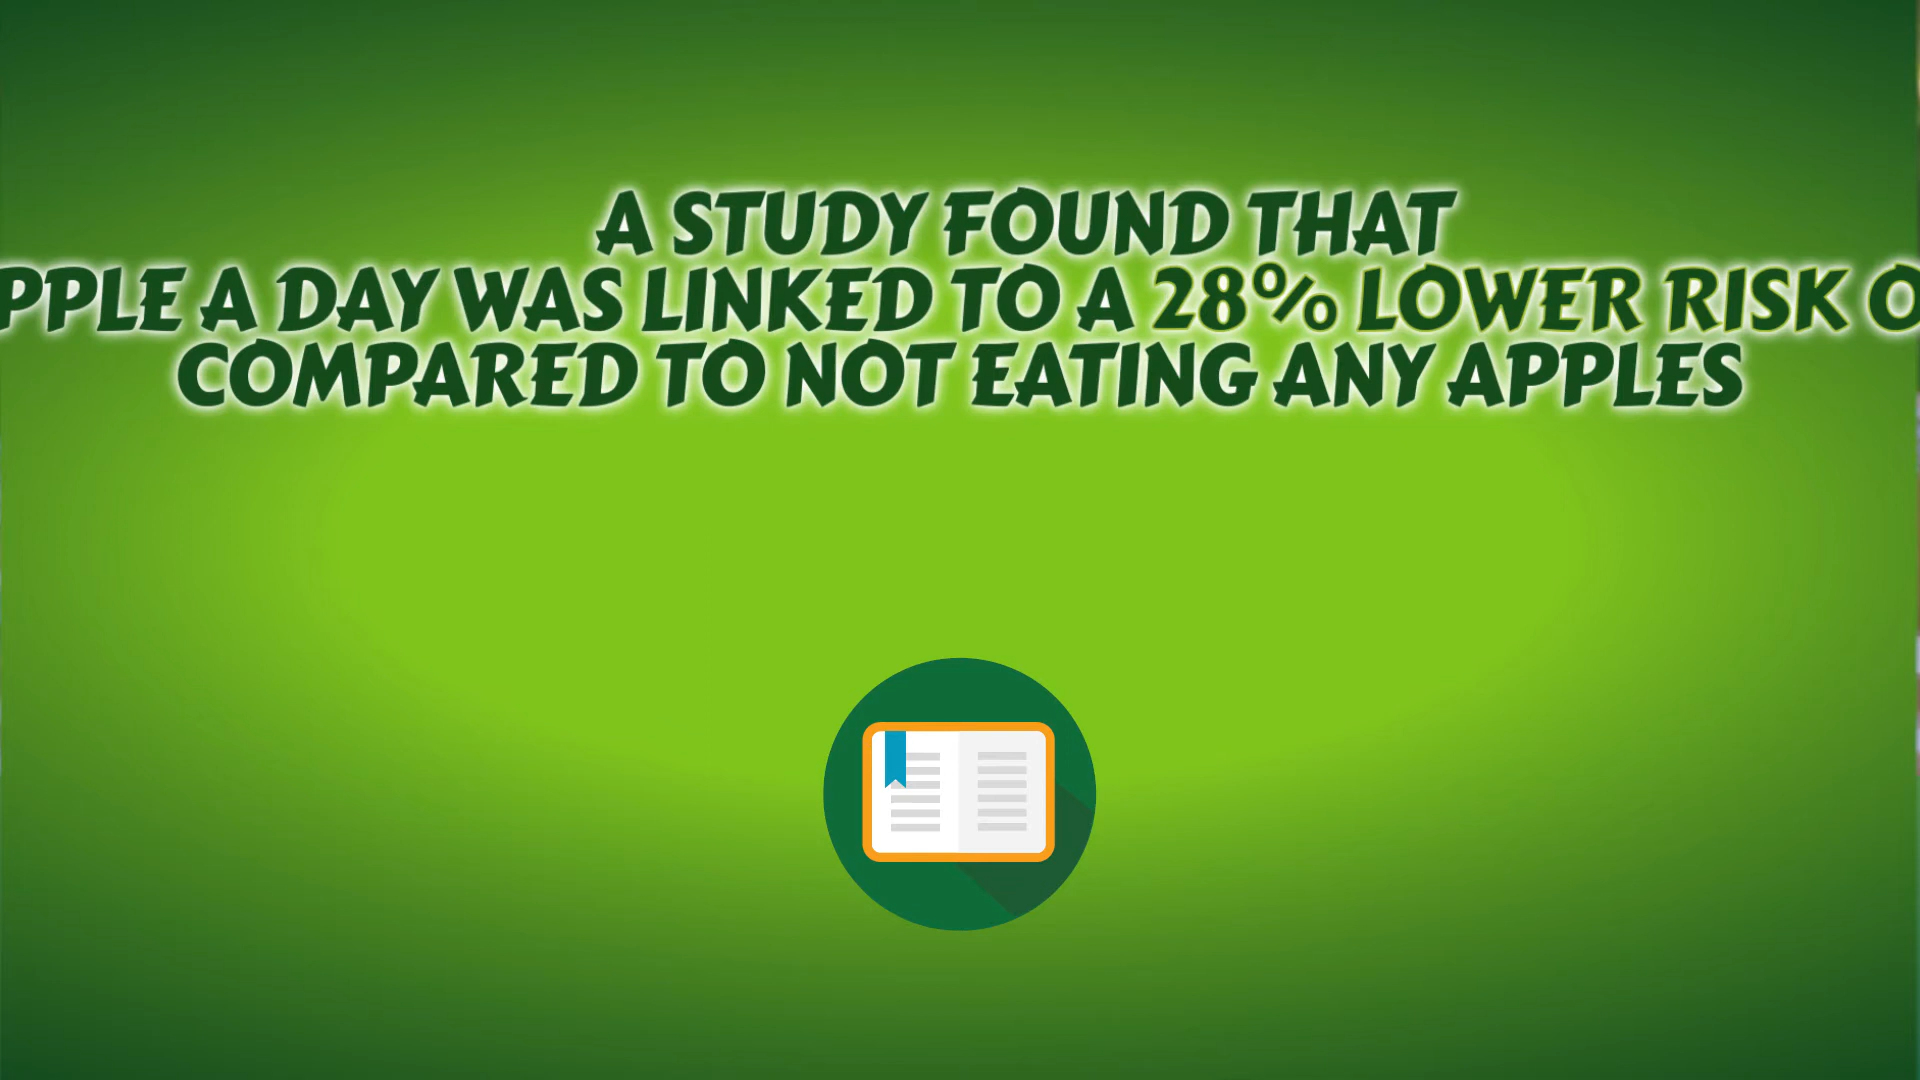 A STUDY FOUND THAT
PPLE A DAY WAS LINKED TO A 28% LOWER RISK O
COMPARED TO NOT EATING ANY APPLES